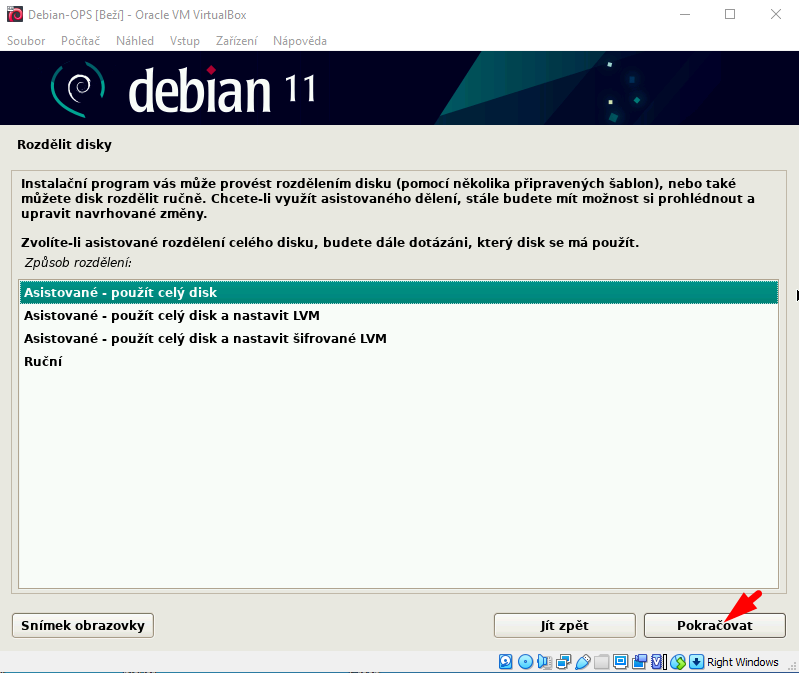 Debian-OPS [Beží] - Oracle VM VirtualBox
Soubor Počítač Náhled Vstup Zařízení Nápověda
debian 11
Rozdělit disky
Instalační program vás může provést rozdělením disku (pomocí několika připravených šablon), nebo také
můžete disk rozdělit ručně. Chcete-li využít asistovaného dělení, stále budete mít možnost si prohlédnout a
upravit navrhované změny.
Zvolíte-li asistované rozdělení celého disku, budete dále dotázáni, který disk se má použít.
Způsob rozdělení:
Asistované - použít celý disk
Asistované - použít celý disk a nastavit LVM
Asistované - použít celý disk a nastavit šifrované LVM
Ruční
Snímek obrazovky Jít zpět Pokračovat
Right Windows